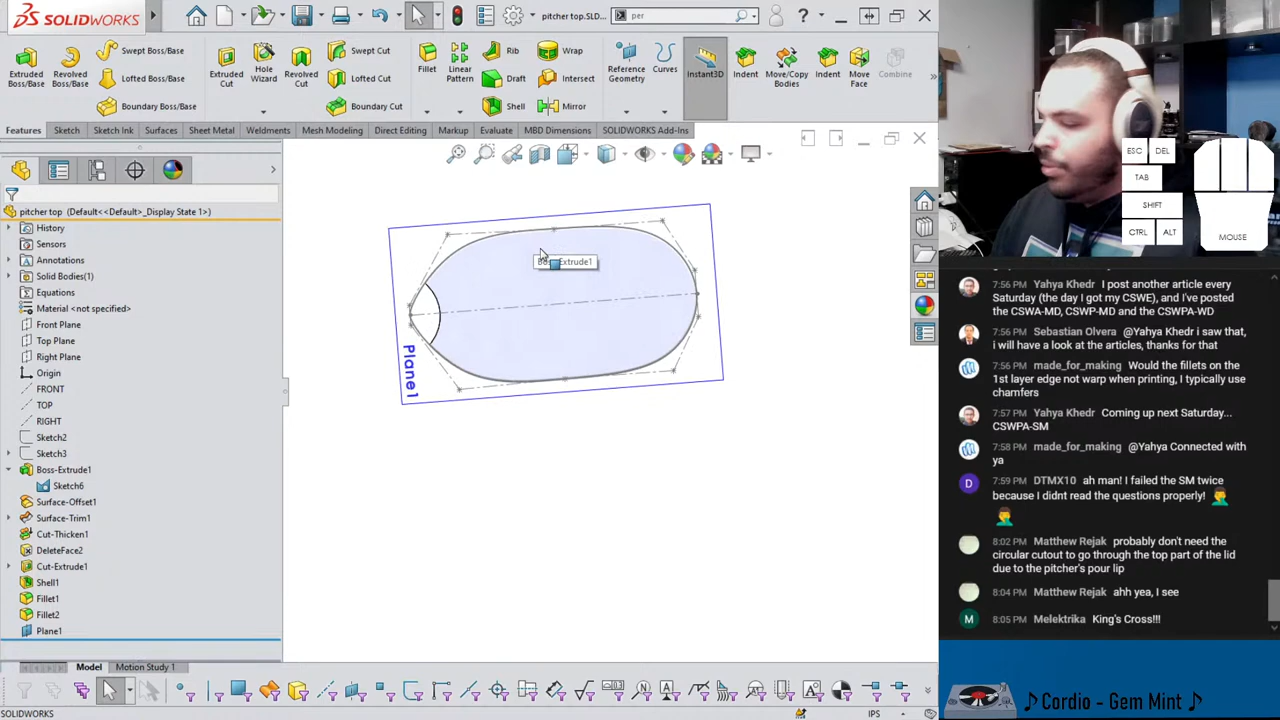 SOLIDWORKS
pitcher top.SLD...
per
Extruded Boss/Base
Revolved Boss/Base
Swept Boss/Base
Lofted Boss/Base
Boundary Boss/Base
Extruded Cut
Hole Wizard
Revolved Cut
Swept Cut
Lofted Cut
Boundary Cut
Fillet
Linear Pattern
Rib
Draft
Shell
Wrap
Intersect
Mirror
Reference Geometry
Curves
Instant3D
Indent
Move/Copy Bodies
Indent
Move Face
Combine
Features
Sketch
Sketch Ink
Surfaces
Sheet Metal
Weldments
Mesh Modeling
Direct Editing
Markup
Evaluate
MBD Dimensions
SOLIDWORKS Add-Ins
pitcher top (Default<<Default>_Display State 1>)
History
Sensors
Annotations
Solid Bodies(1)
Equations
Material <not specified>
Front Plane
Top Plane
Right Plane
Origin
FRONT
TOP
RIGHT
Sketch2
Sketch3
Boss-Extrude1
Sketch6
Surface-Offset1
Surface-Trim1
Cut-Thicken1
DeleteFace2
Cut-Extrude1
Shell1
Fillet1
Fillet2
Plane1
Plane1
Model
Motion Study 1
SOLIDWORKS
IPS
ESC
DEL
TAB
SHIFT
CTRL
ALT
MOUSE
7:56 PM Yahya Khedr I post another article every
Saturday (the day I got my CSWE), and I've posted
the CSWA-MD, CSWP-MD and the CSWPA-WD
7:56 PM Sebastian Olvera @Yahya Khedr i saw that,
i will have a look at the articles, thanks for that
7:56 PM made_for_making Would the fillets on the
1st layer edge not warp when printing, I typically use
chamfers
7:57 PM Yahya Khedr Coming up next Saturday...
CSWPA-SM
7:58 PM made_for_making @Yahya Connected with
ya
7:59 PM DTMX10 ah man! I failed the SM twice
because I didnt read the questions properly!
8:02 PM Matthew Rejak probably don't need the
circular cutout to go through the top part of the lid
due to the pitcher's pour lip
8:04 PM Matthew Rejak ahh yea, I see
8:05 PM Melektrika King's Cross!!!
♪ Cordio - Gem Mint ♪